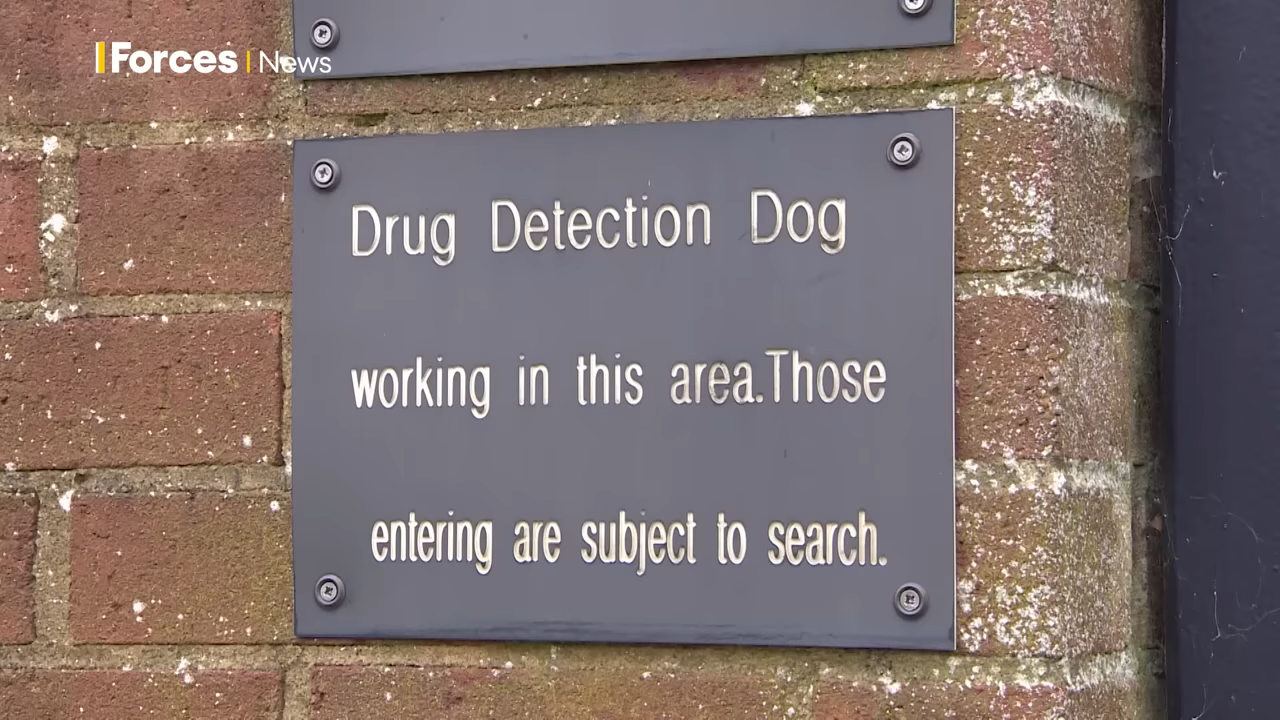 Forces News
Drug Detection Dog
working in this area.Those
entering are subject to search.